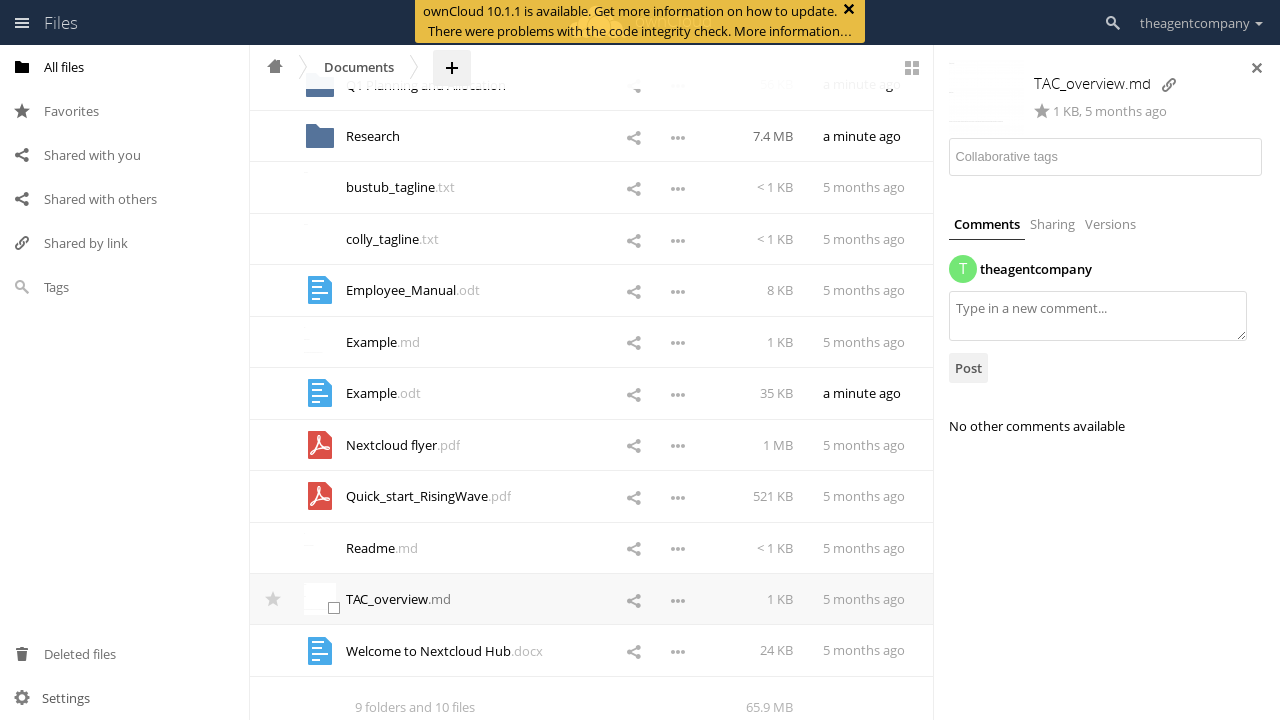 Files
ownCloud 10.1.1 is available. Get more information on how to update.
There were problems with the code integrity check. More information…
theagentcompany
All files
Favorites
Shared with you
Shared with others
Shared by link
Tags
Deleted files
Settings
Documents
Q1 Planning and Allocation a minute ago
Research 7.4 MB a minute ago
bustub_tagline.txt < 1 KB 5 months ago
colly_tagline.txt < 1 KB 5 months ago
Employee_Manual.odt 8 KB 5 months ago
Example.md 1 KB 5 months ago
Example.odt 35 KB a minute ago
Nextcloud flyer.pdf 1 MB 5 months ago
Quick_start_RisingWave.pdf 521 KB 5 months ago
Readme.md < 1 KB 5 months ago
TAC_overview.md 1 KB 5 months ago
Welcome to Nextcloud Hub.docx 24 KB 5 months ago
9 folders and 10 files 65.9 MB
TAC_overview.md
1 KB, 5 months ago
Collaborative tags
Comments Sharing Versions
T theagentcompany
Type in a new comment...
Post
No other comments available